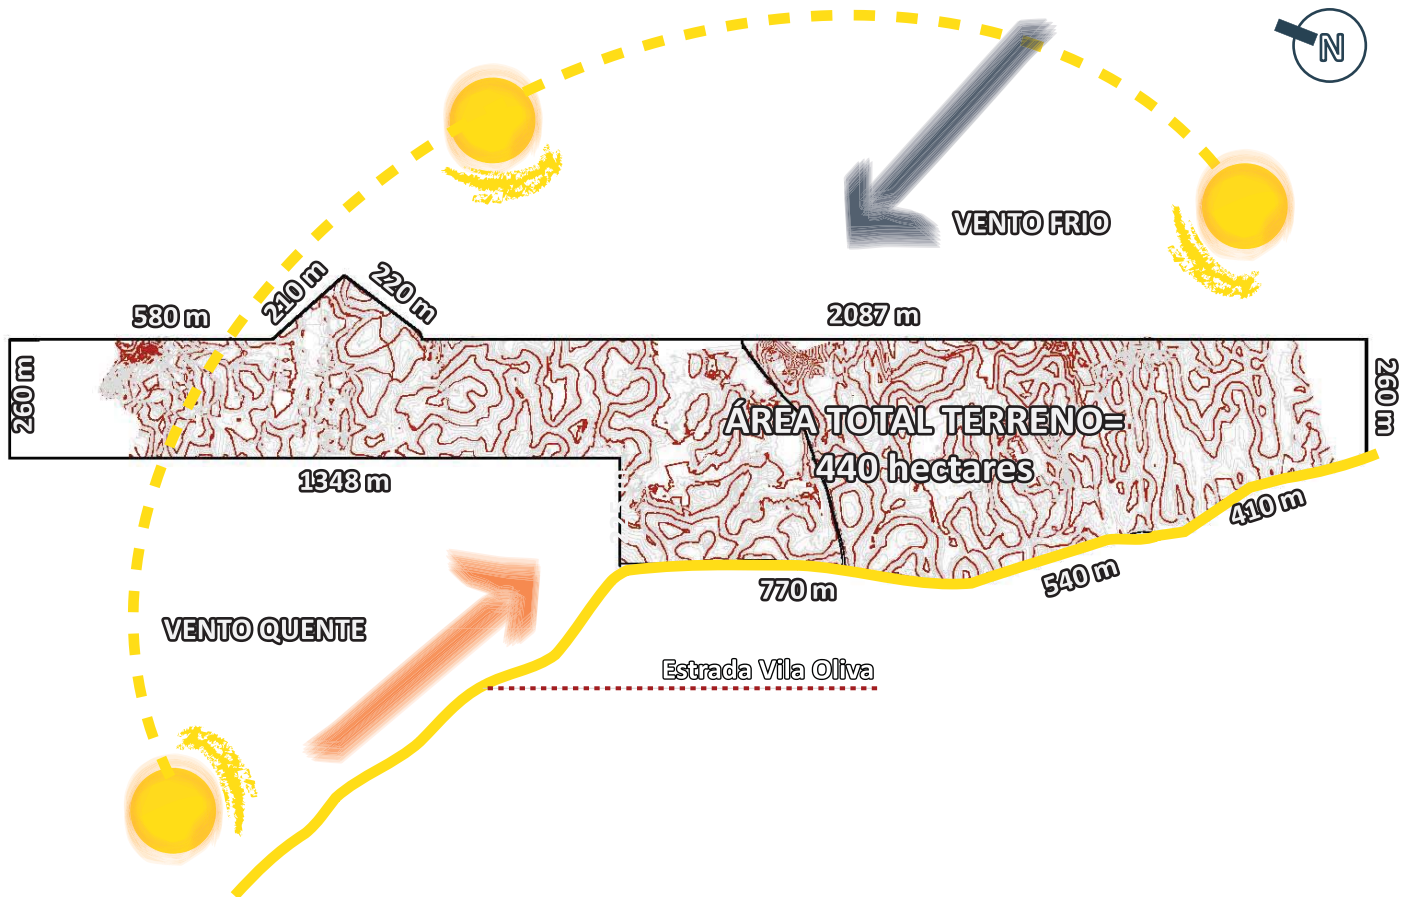 N
VENTO FRIO
210 m
220 m
580 m
2087 m
260 m
260 m
ÁREA TOTAL TERRENO=
440 hectares
1348 m
410 m
540 m
770 m
VENTO QUENTE
Estrada Vila Oliva